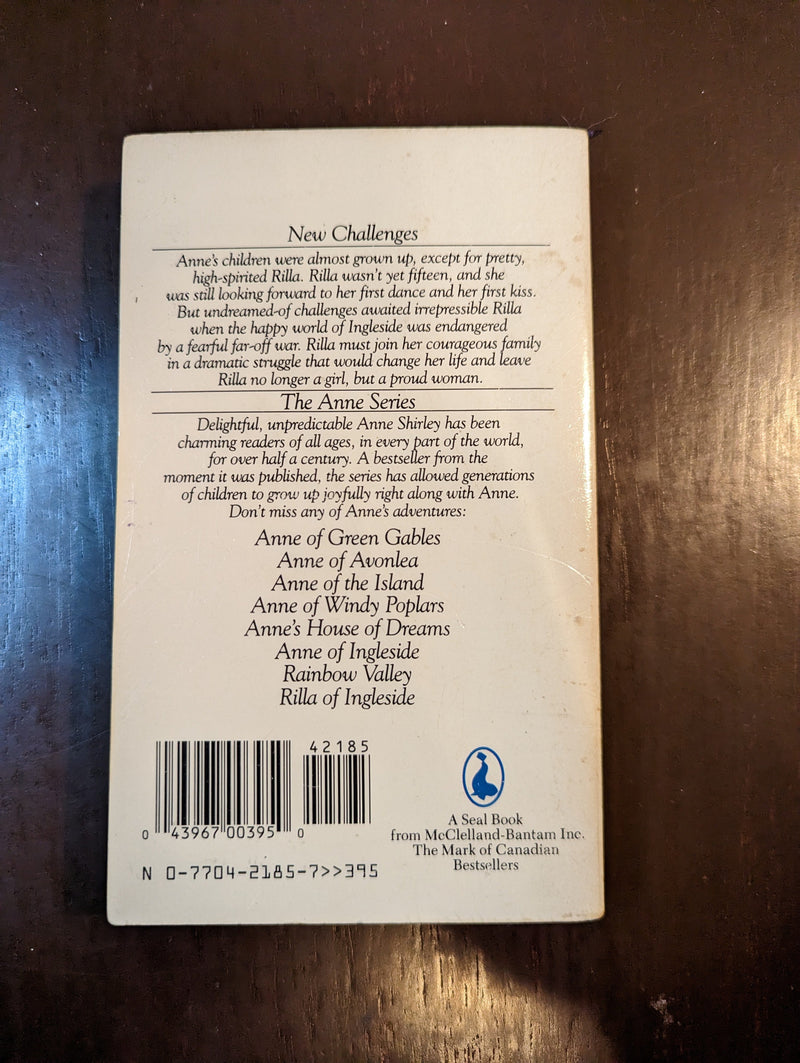 New Challenges
Anne's children were almost grown up, except for pretty,
high-spirited Rilla. Rilla wasn't yet fifteen, and she
was still looking forward to her first dance and her first kiss.
But undreamed-of challenges awaited irrepressible Rilla
when the happy world of Ingleside was endangered
by a fearful far-off war. Rilla must join her courageous family
in a dramatic struggle that would change her life and leave
Rilla no longer a girl, but a proud woman.
The Anne Series
Delightful, unpredictable Anne Shirley has been
charming readers of all ages, in every part of the world,
for over half a century. A bestseller from the
moment it was published, the series has allowed generations
of children to grow up joyfully right along with Anne.
Don't miss any of Anne's adventures:
Anne of Green Gables
Anne of Avonlea
Anne of the Island
Anne of Windy Poplars
Anne's House of Dreams
Anne of Ingleside
Rainbow Valley
Rilla of Ingleside
42185
0 43967 00395 0
N 0-7704-2185-7>>395
A Seal Book
from McClelland-Bantam Inc.
The Mark of Canadian
Bestsellers